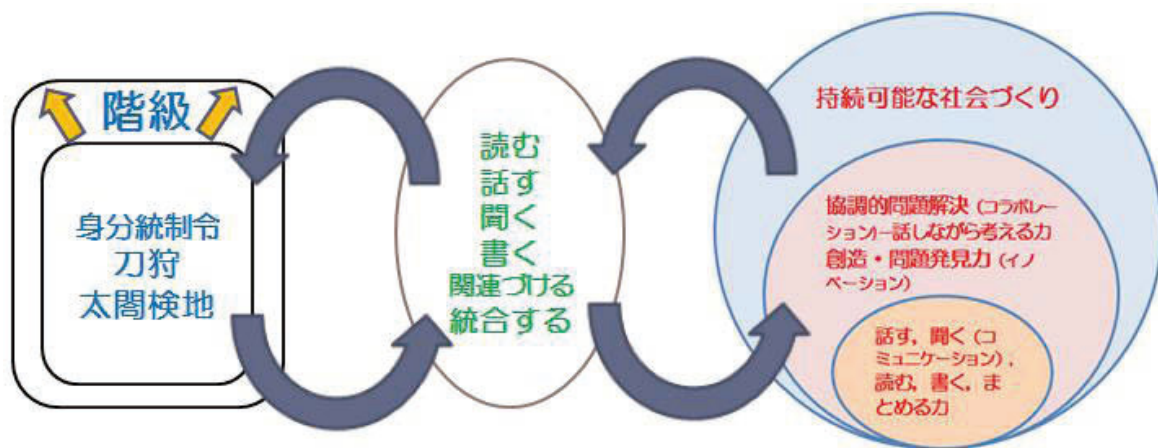 階級
身分統制令
刀狩
太閤検地
読む
話す
聞く
書く
関連づける
統合する
持続可能な社会づくり
協調的問題解決（コラボレー
ション）ー話しながら考える力
創造・問題発見力（イノ
ベーション）
話す，聞く（コ
ミュニケーション），
読む，書く，ま
とめる力